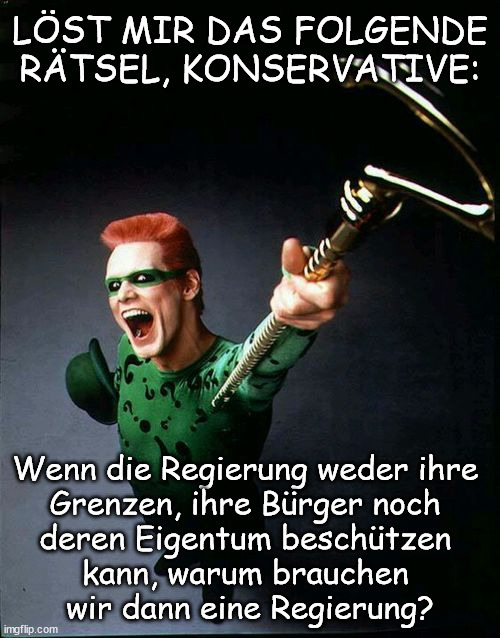 LÖST MIR DAS FOLGENDE
RÄTSEL, KONSERVATIVE:
Wenn die Regierung weder ihre
Grenzen, ihre Bürger noch
deren Eigentum beschützen
kann, warum brauchen
wir dann eine Regierung?
imgflip.com